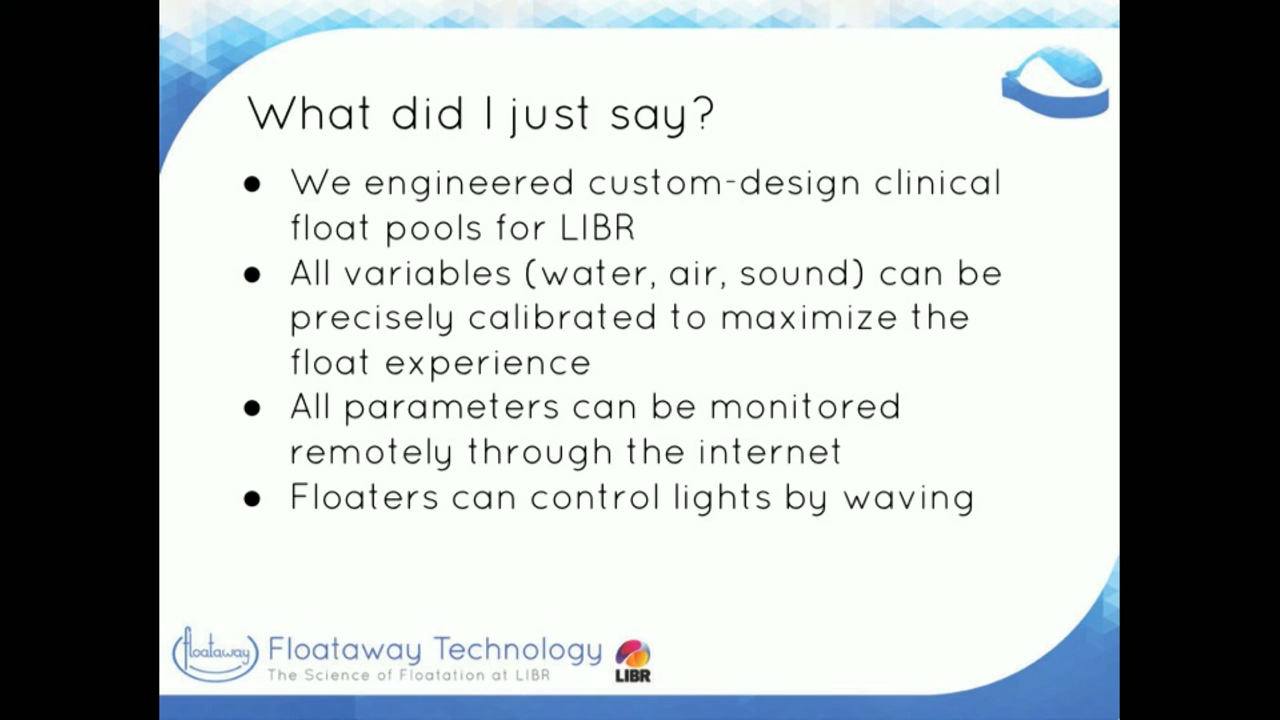 What did I just say?
● We engineered custom-design clinical
float pools for LIBR
● All variables (water, air, sound) can be
precisely calibrated to maximize the
float experience
● All parameters can be monitored
remotely through the internet
● Floaters can control lights by waving
floataway
Floataway Technology
The Science of Floatation at LIBR
LIBR